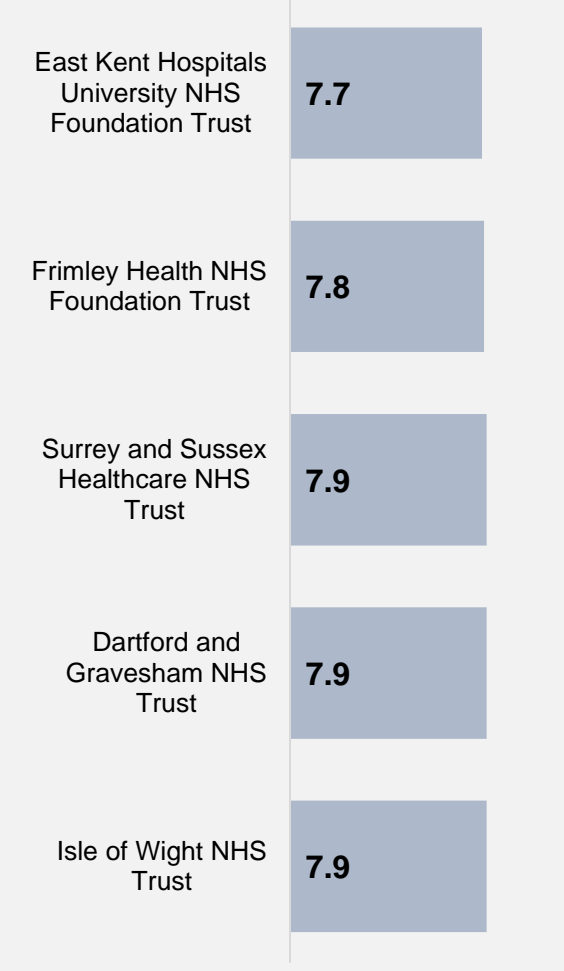 East Kent Hospitals
University NHS
Foundation Trust
7.7
Frimley Health NHS
Foundation Trust
7.8
Surrey and Sussex
Healthcare NHS
Trust
7.9
Dartford and
Gravesham NHS
Trust
7.9
Isle of Wight NHS
Trust
7.9